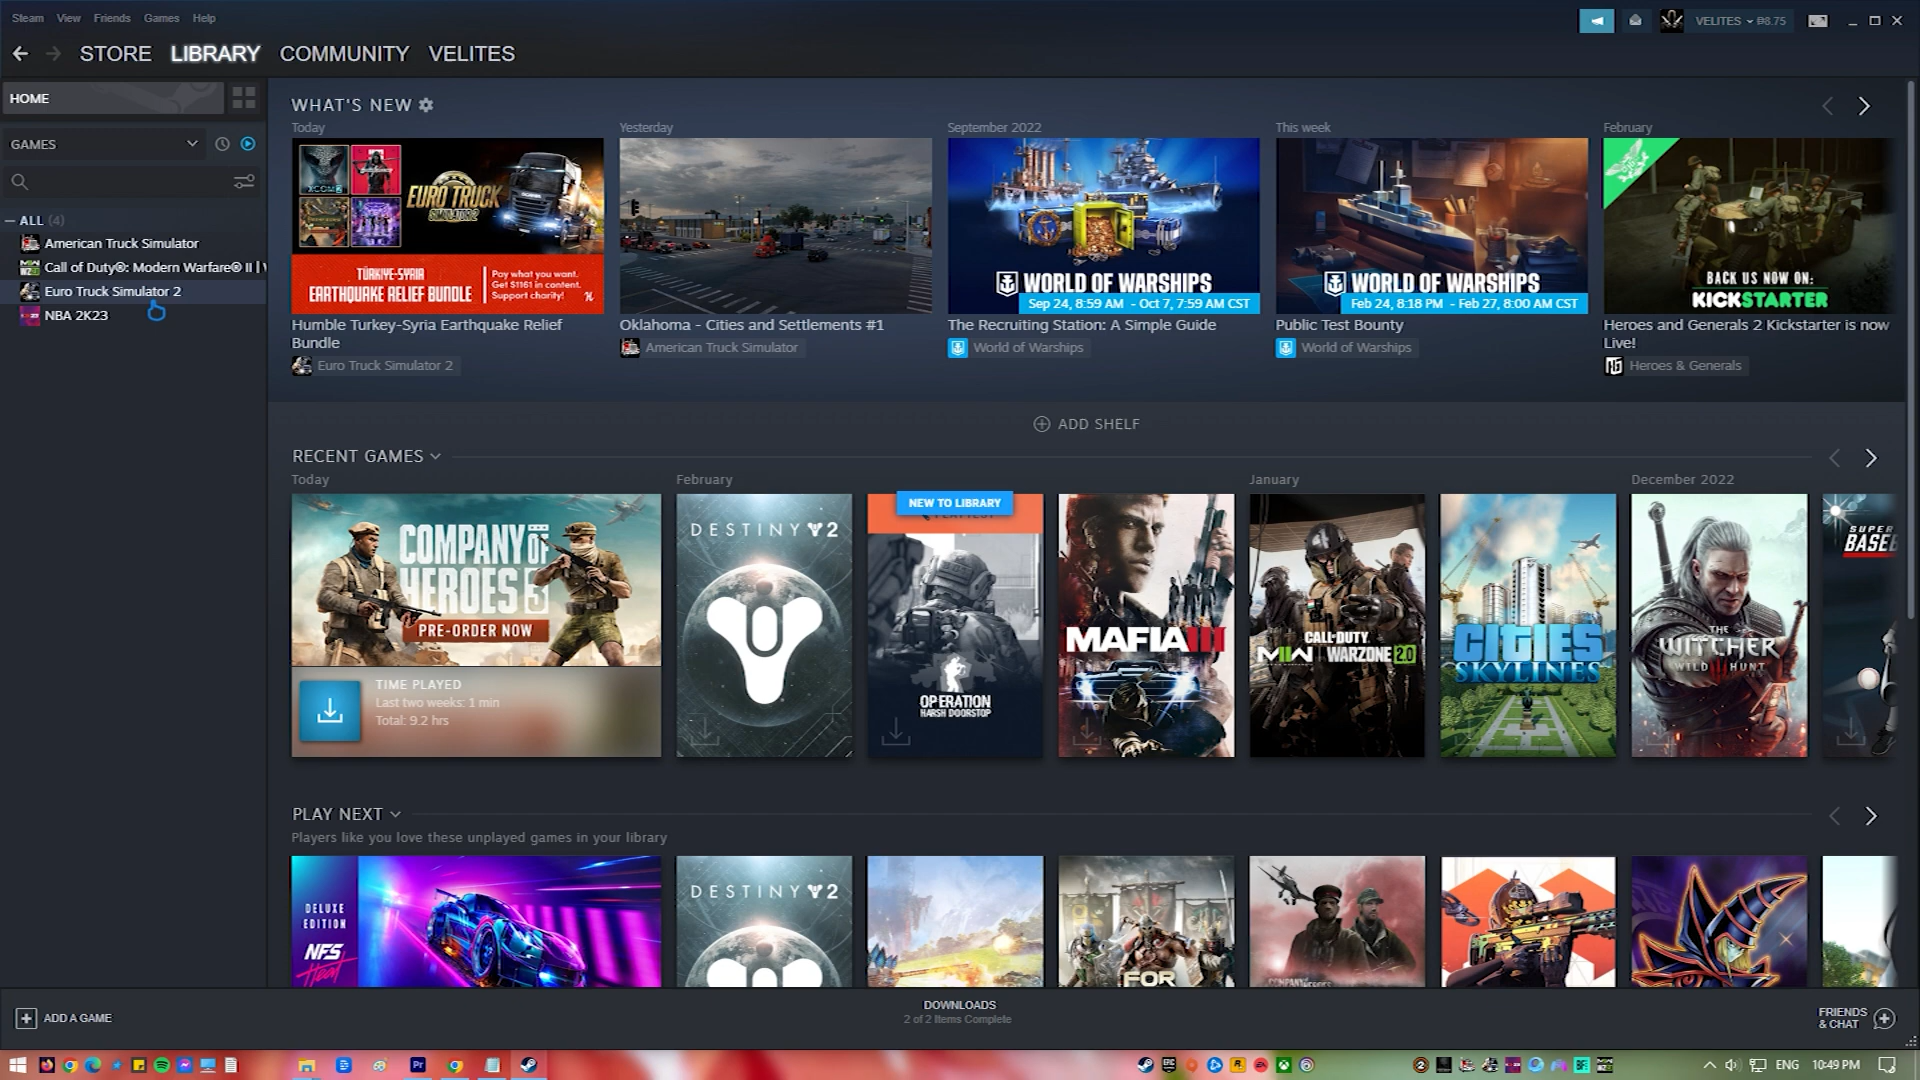 Steam View Friends Games Help
VELITES ₱8.75
STORE LIBRARY COMMUNITY VELITES
HOME
GAMES
ALL (4)
American Truck Simulator
Call of Duty®: Modern Warfare® II |
Euro Truck Simulator 2
NBA 2K23
WHAT'S NEW
Today
XCOM 2
EURO TRUCK
SIMULATOR 2
TÜRKIYE-SYRIA
EARTHQUAKE RELIEF BUNDLE
Pay what you want.
Get $1161 in content.
Support charity!
Humble Turkey-Syria Earthquake Relief
Bundle
Euro Truck Simulator 2
Yesterday
Oklahoma - Cities and Settlements #1
American Truck Simulator
September 2022
WORLD OF WARSHIPS
Sep 24, 8:59 AM - Oct 7, 7:59 AM CST
The Recruiting Station: A Simple Guide
World of Warships
This week
WORLD OF WARSHIPS
Feb 24, 8:18 PM - Feb 27, 8:00 AM CST
Public Test Bounty
World of Warships
February
BACK US NOW ON:
KICKSTARTER
Heroes and Generals 2 Kickstarter is now
Live!
Heroes & Generals
ADD SHELF
RECENT GAMES
Today
COMPANY OF
HEROES 3
PRE-ORDER NOW
TIME PLAYED
Last two weeks: 1 min
Total: 9.2 hrs
February
DESTINY 2
NEW TO LIBRARY
OPERATION
HARSH DOORSTOP
MAFIA III
January
CALL OF DUTY
MWII WARZONE 2.0
CITIES
SKYLINES
December 2022
THE
WITCHER
WILD HUNT
SUPER
BASEB
PLAY NEXT
Players like you love these unplayed games in your library
DELUXE
EDITION
NFS
Heat
DESTINY 2
FOR
ADD A GAME
DOWNLOADS
2 of 2 Items Complete
FRIENDS
& CHAT
Pr
EPIC
ENG 10:49 PM